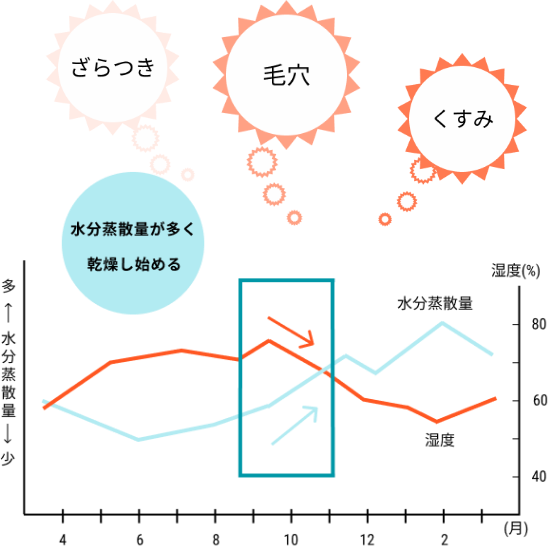 ざらつき
毛穴
くすみ
水分蒸散量が多く
乾燥し始める
多 ↑ 水分蒸散量 ↓ 少
湿度(%)
水分蒸散量
80
60
湿度
40
4 6 8 10 12 2
(月)